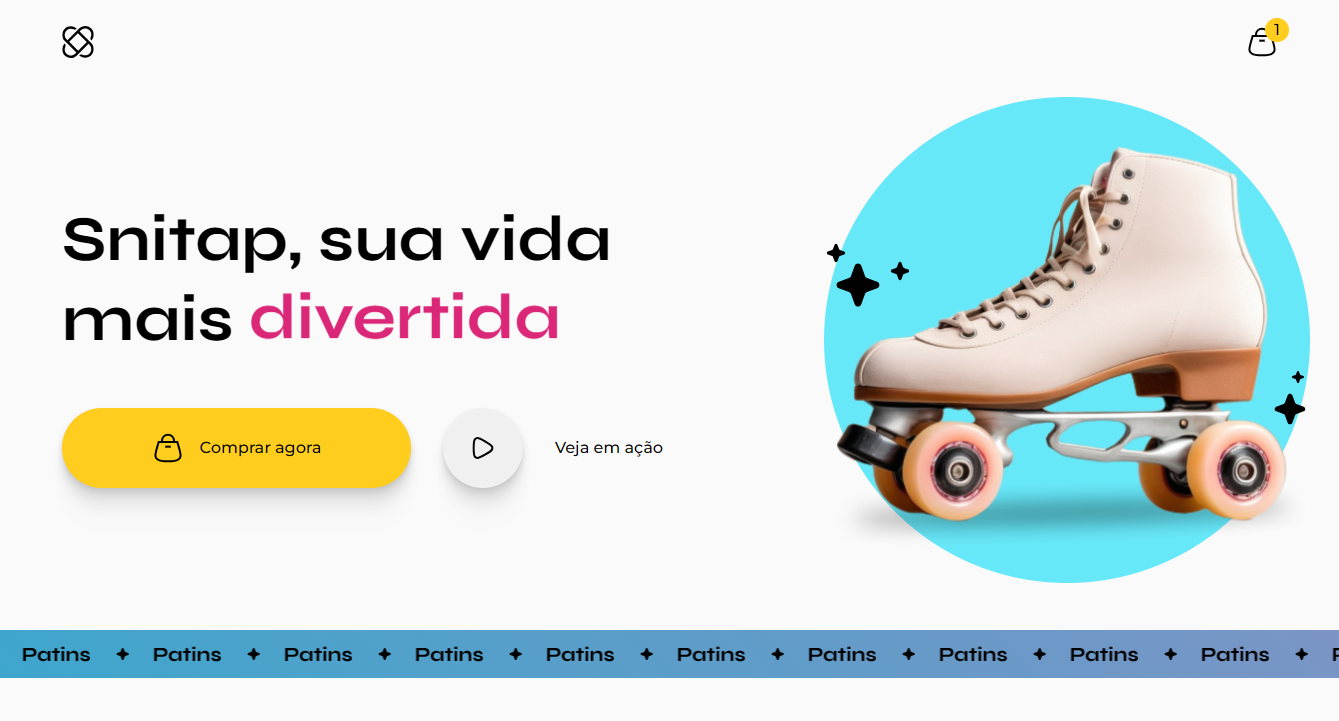 1
Snitap, sua vida
mais divertida
Comprar agora
Veja em ação
Patins Patins Patins Patins Patins Patins Patins Patins Patins Patins